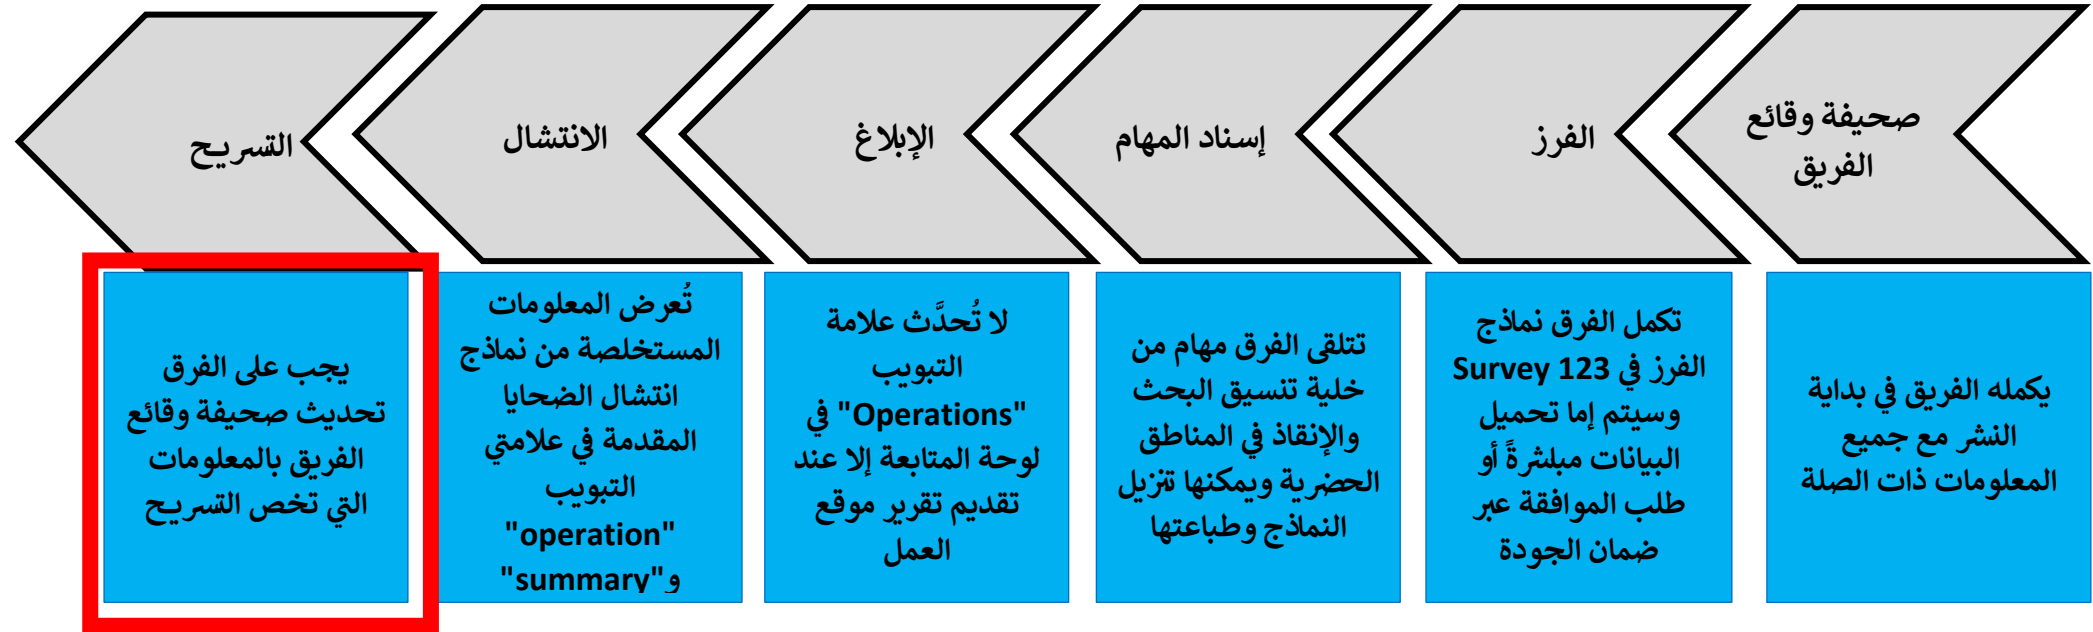 صحيفة وقائع
الفريق
الفرز
إسناد المهام
الإبلاغ
الانتشال
التسريح
يكمله الفريق في بداية
النشر مع جميع
المعلومات ذات الصلة
تكمل الفرق نماذج
الفرز في Survey 123
وسيتم إما تحميل
البيانات مبلشرةً أو
طلب الموافقة عبر
ضمان الجودة
تتلقى الفرق مهام من
خلية تنسيق البحث
والإنقاذ في المناطق
الحضرية ويمكنها تنزيل
النماذج وطباعتها
لا تُحدَّث علامة
التبويب
"Operations" في
لوحة المتابعة إلا عند
تقديم تقرير موقع
العمل
تُعرض المعلومات
المستخلصة من نماذج
انتشال الضحايا
المقدمة في علامتي
التبويب
"operation"
و"summary"
يجب على الفرق
تحديث صحيفة وقائع
الفريق بالمعلومات
التي تخص التسريح